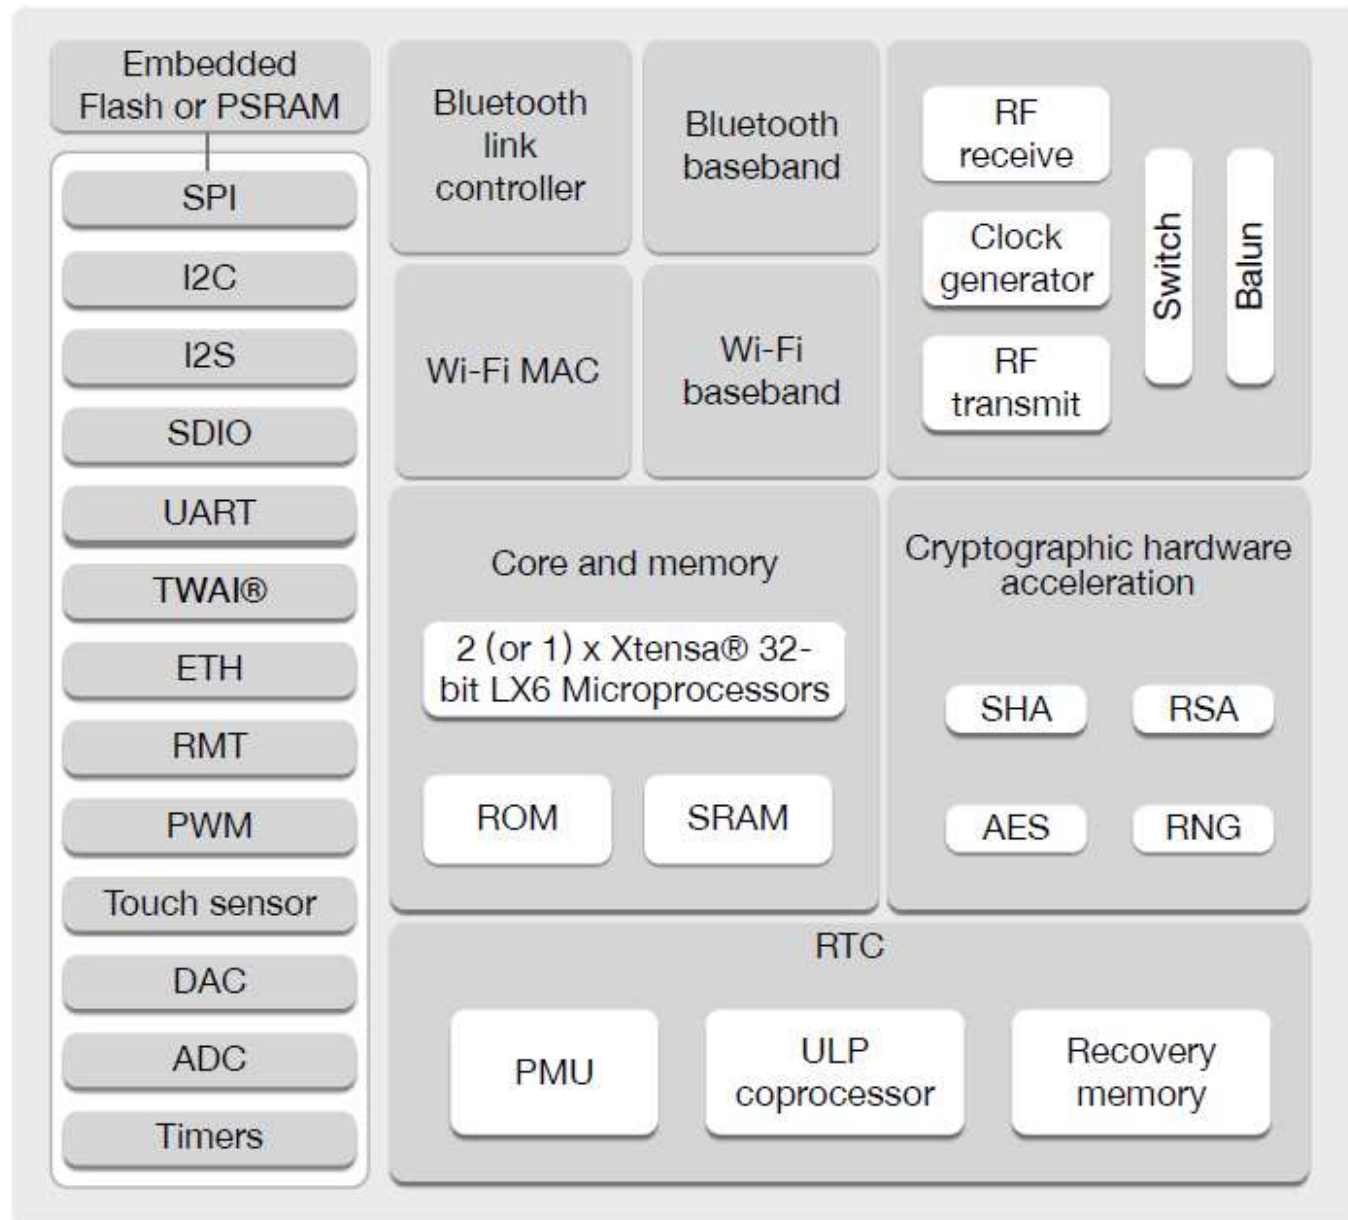 Embedded
Flash or PSRAM
SPI
I2C
I2S
SDIO
UART
TWAI®
ETH
RMT
PWM
Touch sensor
DAC
ADC
Timers
Bluetooth
link
controller
Bluetooth
baseband
Wi-Fi MAC
Wi-Fi
baseband
RF
receive
Clock
generator
RF
transmit
Switch
Balun
Core and memory
2 (or 1) x Xtensa® 32-
bit LX6 Microprocessors
ROM
SRAM
Cryptographic hardware
acceleration
SHA
RSA
AES
RNG
RTC
PMU
ULP
coprocessor
Recovery
memory